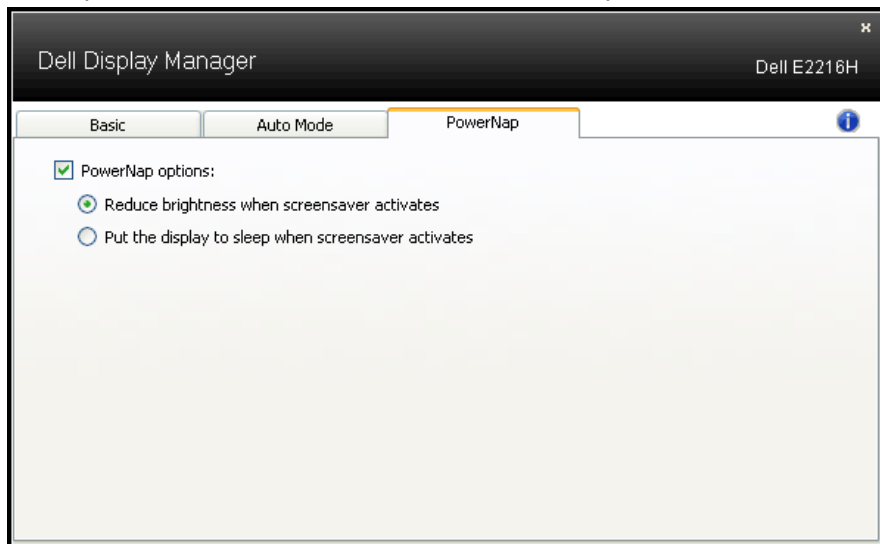 x
Dell Display Manager
Dell E2216H
Basic
Auto Mode
PowerNap
i
PowerNap options:
Reduce brightness when screensaver activates
Put the display to sleep when screensaver activates